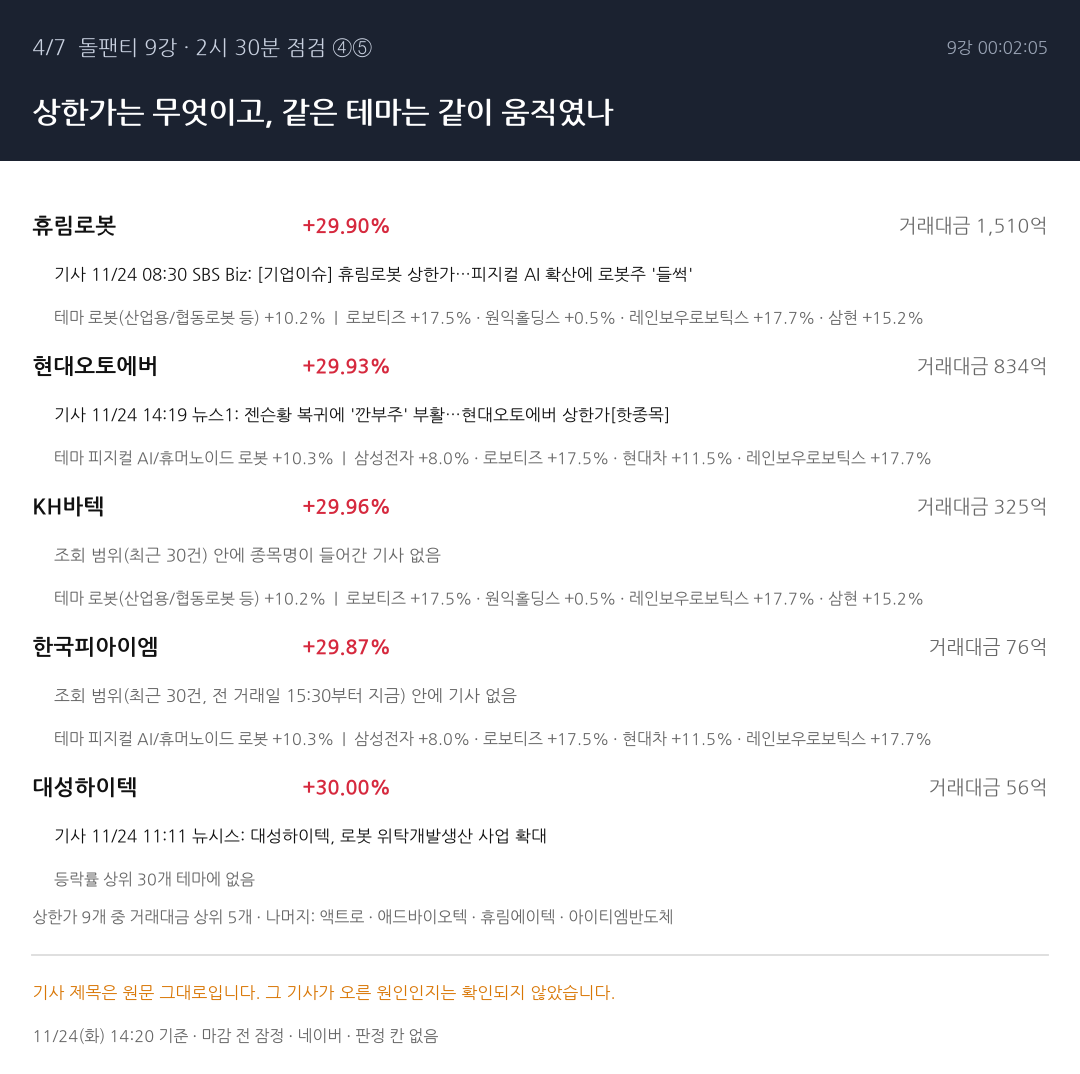 4/7 돌팬티 9강 · 2시 30분 점검 ④⑤
9강 00:02:05
상한가는 무엇이고, 같은 테마는 같이 움직였나
휴림로봇 +29.90% 거래대금 1,510억
기사 11/24 08:30 SBS Biz: [기업이슈] 휴림로봇 상한가…피지컬 AI 확산에 로봇주 '들썩'
테마 로봇(산업용/협동로봇 등) +10.2% | 로보티즈 +17.5% · 원익홀딩스 +0.5% · 레인보우로보틱스 +17.7% · 삼현 +15.2%
현대오토에버 +29.93% 거래대금 834억
기사 11/24 14:19 뉴스1: 젠슨황 복귀에 '깐부주' 부활…현대오토에버 상한가[핫종목]
테마 피지컬 AI/휴머노이드 로봇 +10.3% | 삼성전자 +8.0% · 로보티즈 +17.5% · 현대차 +11.5% · 레인보우로보틱스 +17.7%
KH바텍 +29.96% 거래대금 325억
조회 범위(최근 30건) 안에 종목명이 들어간 기사 없음
테마 로봇(산업용/협동로봇 등) +10.2% | 로보티즈 +17.5% · 원익홀딩스 +0.5% · 레인보우로보틱스 +17.7% · 삼현 +15.2%
한국피아이엠 +29.87% 거래대금 76억
조회 범위(최근 30건, 전 거래일 15:30부터 지금) 안에 기사 없음
테마 피지컬 AI/휴머노이드 로봇 +10.3% | 삼성전자 +8.0% · 로보티즈 +17.5% · 현대차 +11.5% · 레인보우로보틱스 +17.7%
대성하이텍 +30.00% 거래대금 56억
기사 11/24 11:11 뉴시스: 대성하이텍, 로봇 위탁개발생산 사업 확대
등락률 상위 30개 테마에 없음
상한가 9개 중 거래대금 상위 5개 · 나머지: 액트로 · 애드바이오텍 · 휴림에이텍 · 아이티엠반도체
기사 제목은 원문 그대로입니다. 그 기사가 오른 원인인지는 확인되지 않았습니다.
11/24(화) 14:20 기준 · 마감 전 잠정 · 네이버 · 판정 칸 없음